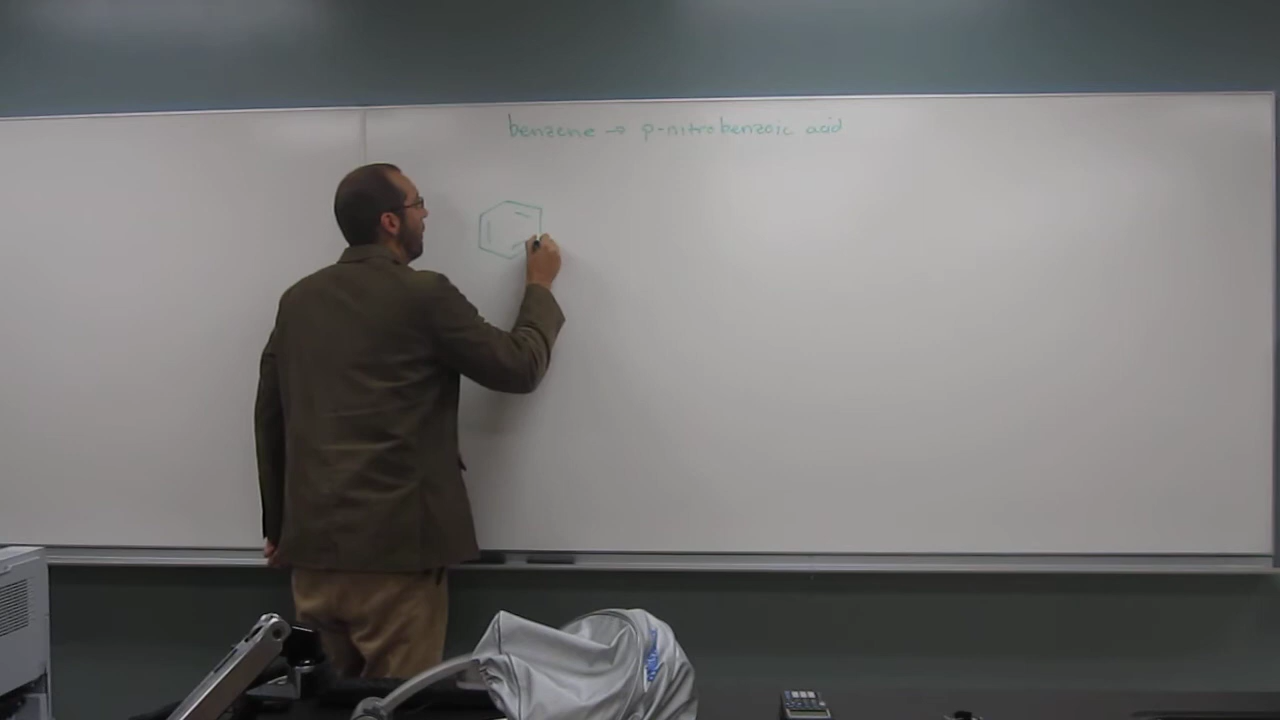 benzene → p-nitrobenzoic acid